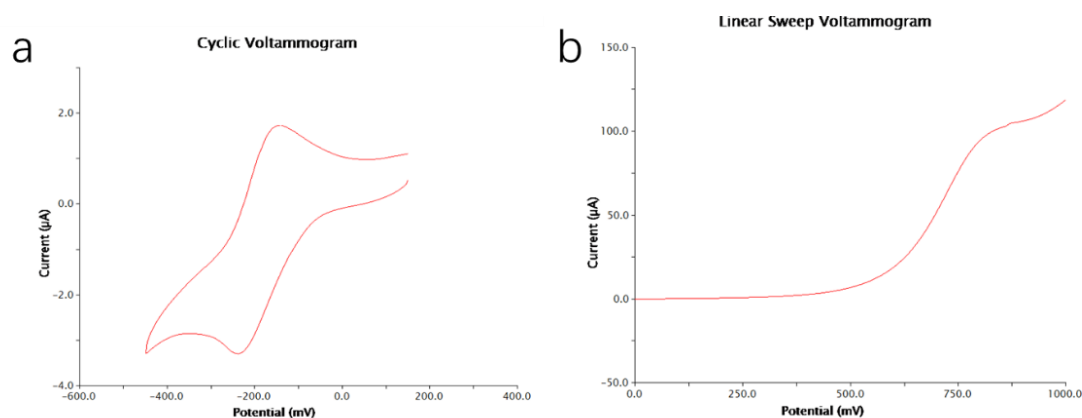 a
Cyclic Voltammogram
2.0
0.0
-2.0
-4.0
Current (µA)
-600.0 -400.0 -200.0 0.0 200.0 400.0
Potential (mV)
b
Linear Sweep Voltammogram
150.0
100.0
50.0
0.0
-50.0
Current (µA)
0.0 250.0 500.0 750.0 1000.0
Potential (mV)